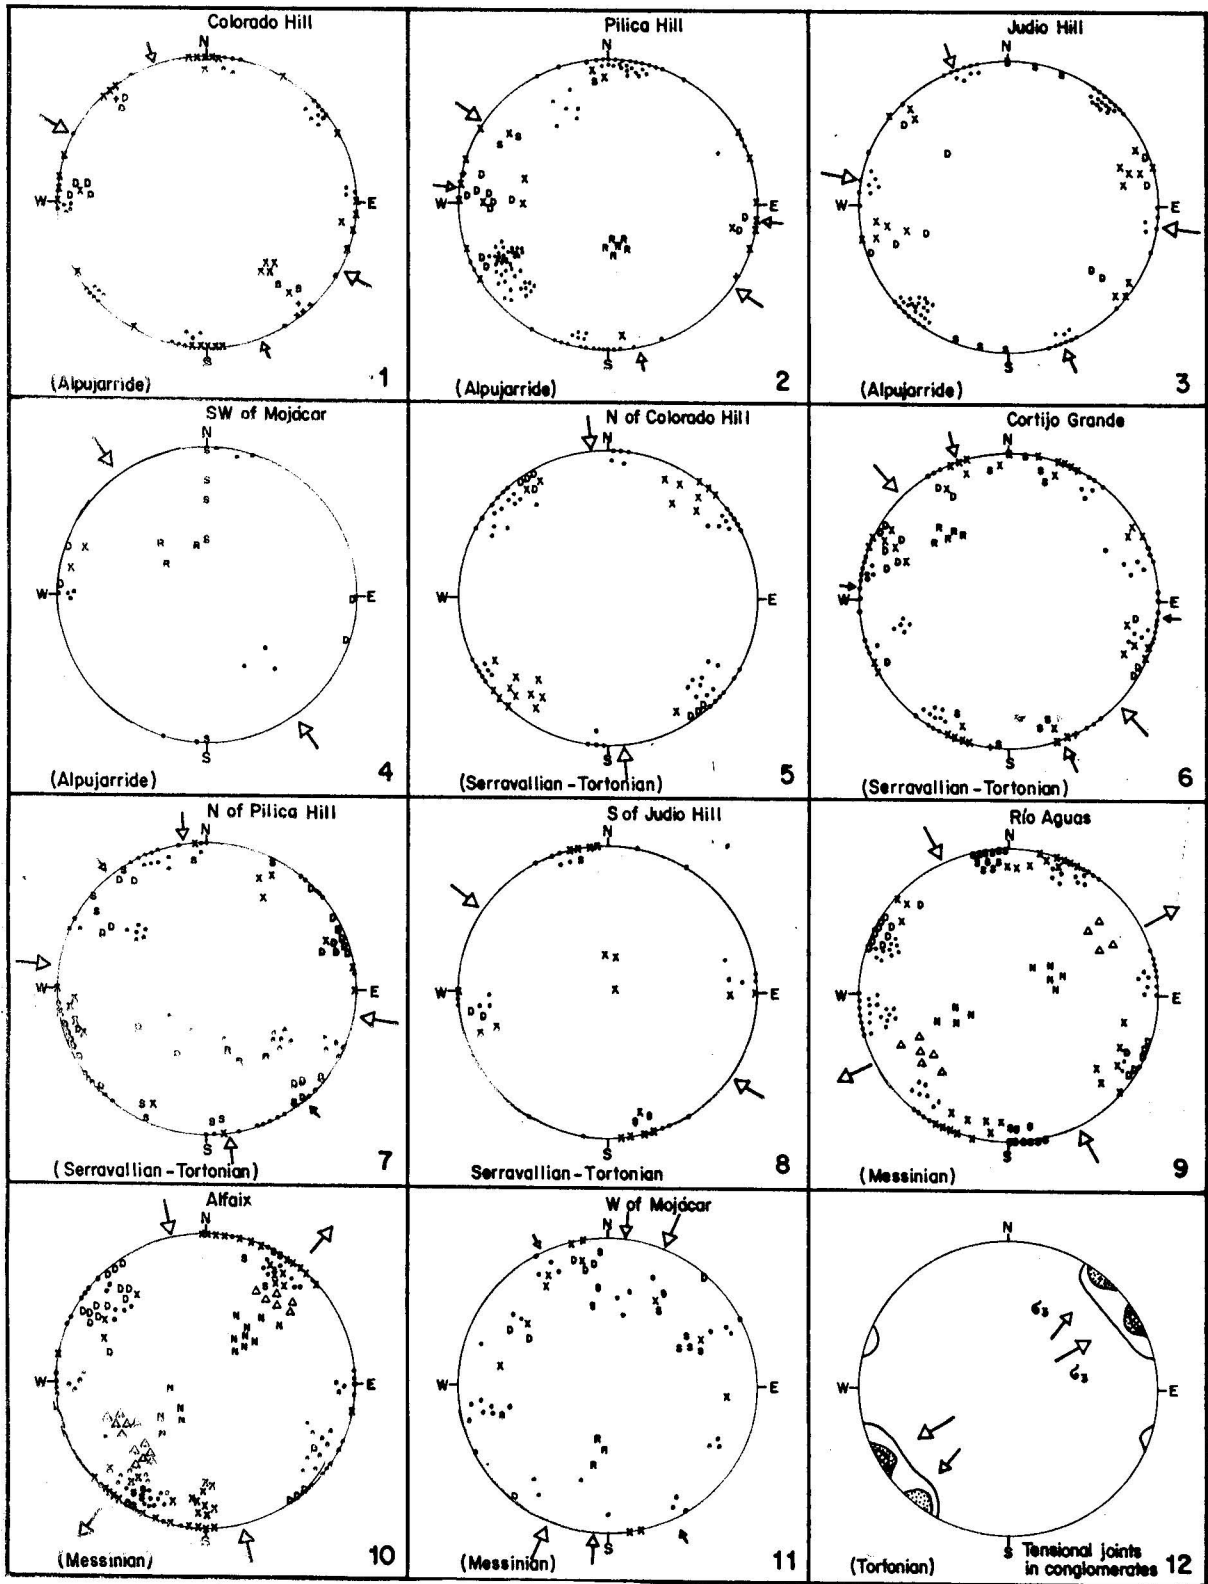 Colorado Hill
N
W
E
S
(Alpujarride)
1
Pilica Hill
N
W
E
S
(Alpujarride)
2
Judio Hill
N
W
E
S
(Alpujarride)
3
SW of Mojácar
N
W
E
S
(Alpujarride)
4
N of Colorado Hill
N
W
E
S
(Serravallian-Tortonian)
5
Cortijo Grande
N
W
E
S
(Serravallian-Tortonian)
6
N of Pilica Hill
N
W
E
S
(Serravallian-Tortonian)
7
S of Judio Hill
N
W
E
S
Serravallian-Tortonian
8
Río Aguas
N
W
E
S
(Messinian)
9
Alfaix
N
W
E
S
(Messinian)
10
W of Mojácar
N
W
E
S
(Messinian)
11
N
W
E
S
σ3
σ3
Tensional joints
in conglomerates
(Tortonian)
12